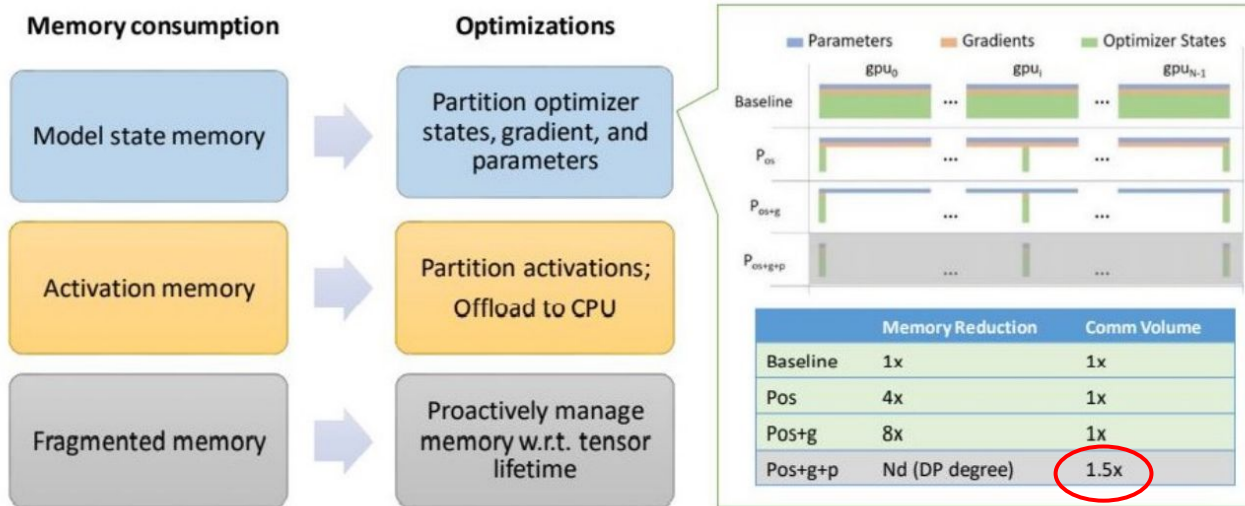 Memory consumption
Optimizations
Model state memory
Partition optimizer
states, gradient, and
parameters
Activation memory
Partition activations;
Offload to CPU
Fragmented memory
Proactively manage
memory w.r.t. tensor
lifetime
Parameters Gradients Optimizer States
gpu0 gpui gpuN-1
Baseline ... ...
Pos ... ...
Pos+g ... ...
Pos+g+p ... ...
Memory Reduction Comm Volume
Baseline 1x 1x
Pos 4x 1x
Pos+g 8x 1x
Pos+g+p Nd (DP degree) 1.5x